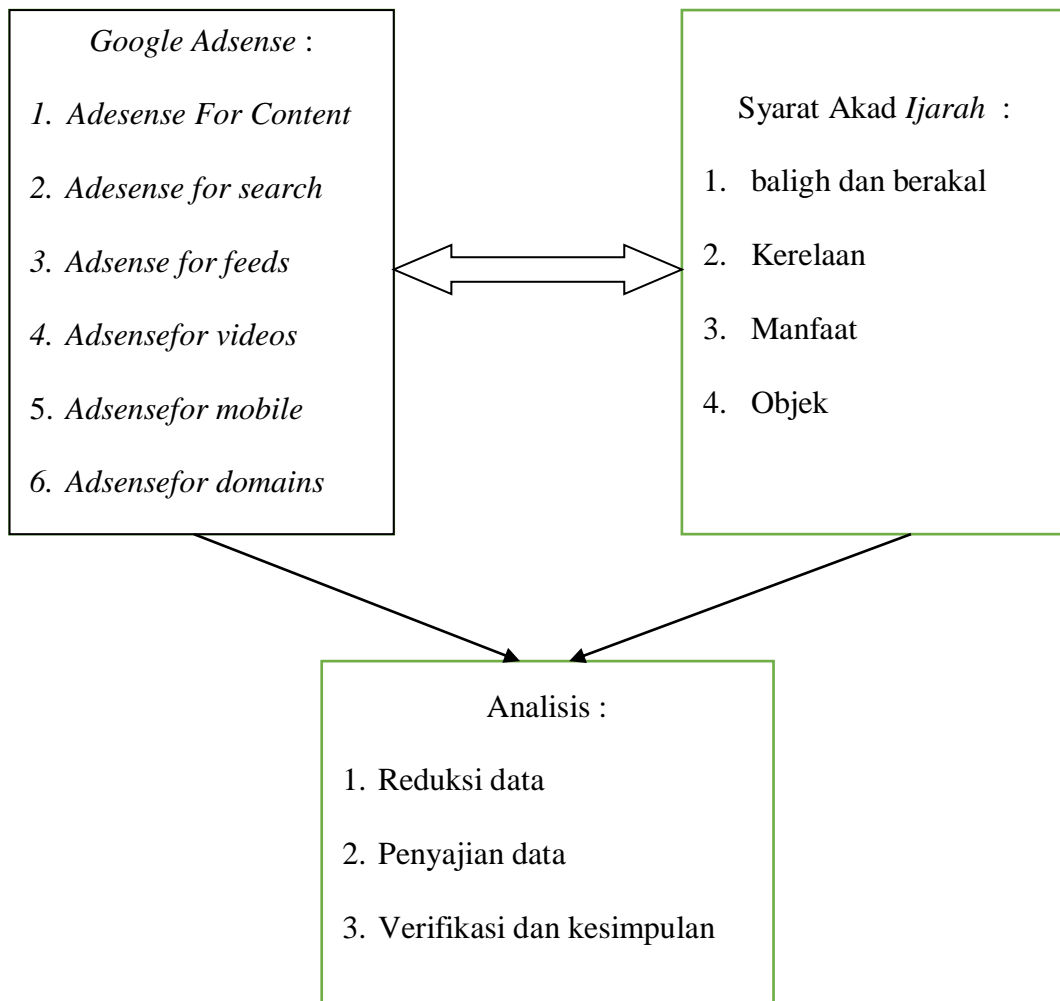 Google Adsense :
1. Adesense For Content
2. Adesense for search
3. Adsense for feeds
4. Adsensefor videos
5. Adsensefor mobile
6. Adsensefor domains
Syarat Akad Ijarah :
1. baligh dan berakal
2. Kerelaan
3. Manfaat
4. Objek
Analisis :
1. Reduksi data
2. Penyajian data
3. Verifikasi dan kesimpulan